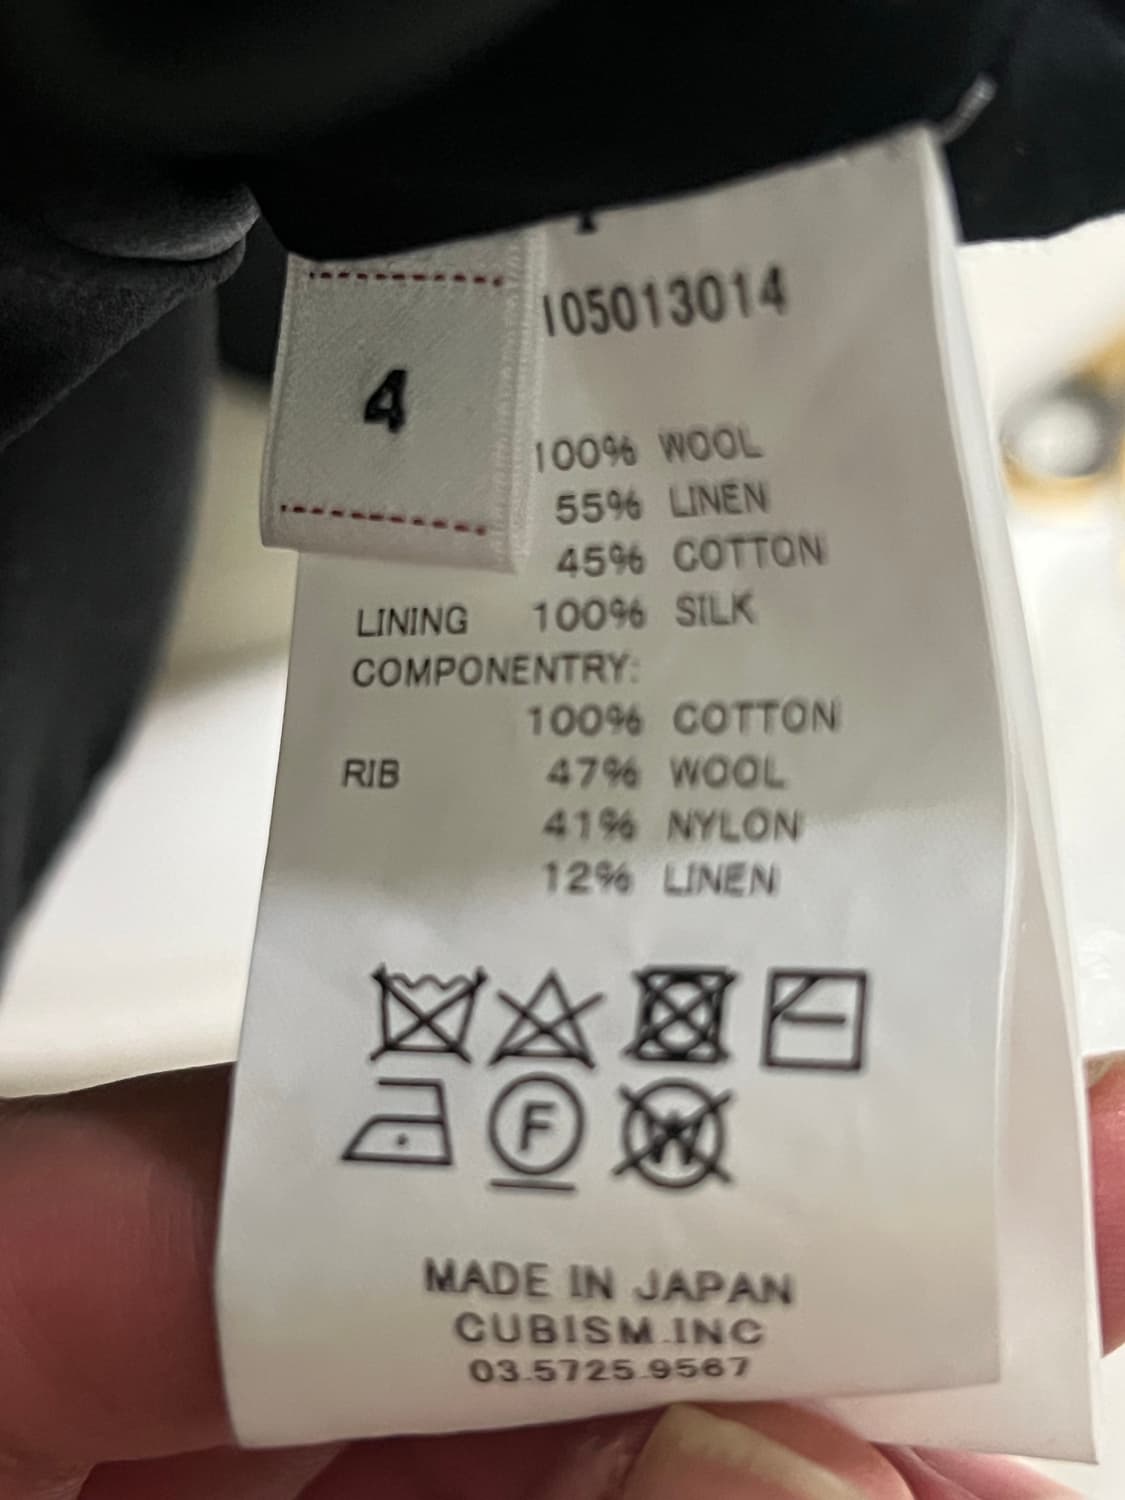 4
105013014
100% WOOL
55% LINEN
45% COTTON
LINING 100% SILK
COMPONENTRY:
100% COTTON
RIB 47% WOOL
41% NYLON
12% LINEN
F
W
MADE IN JAPAN
CUBISM.INC
03.5725.9567